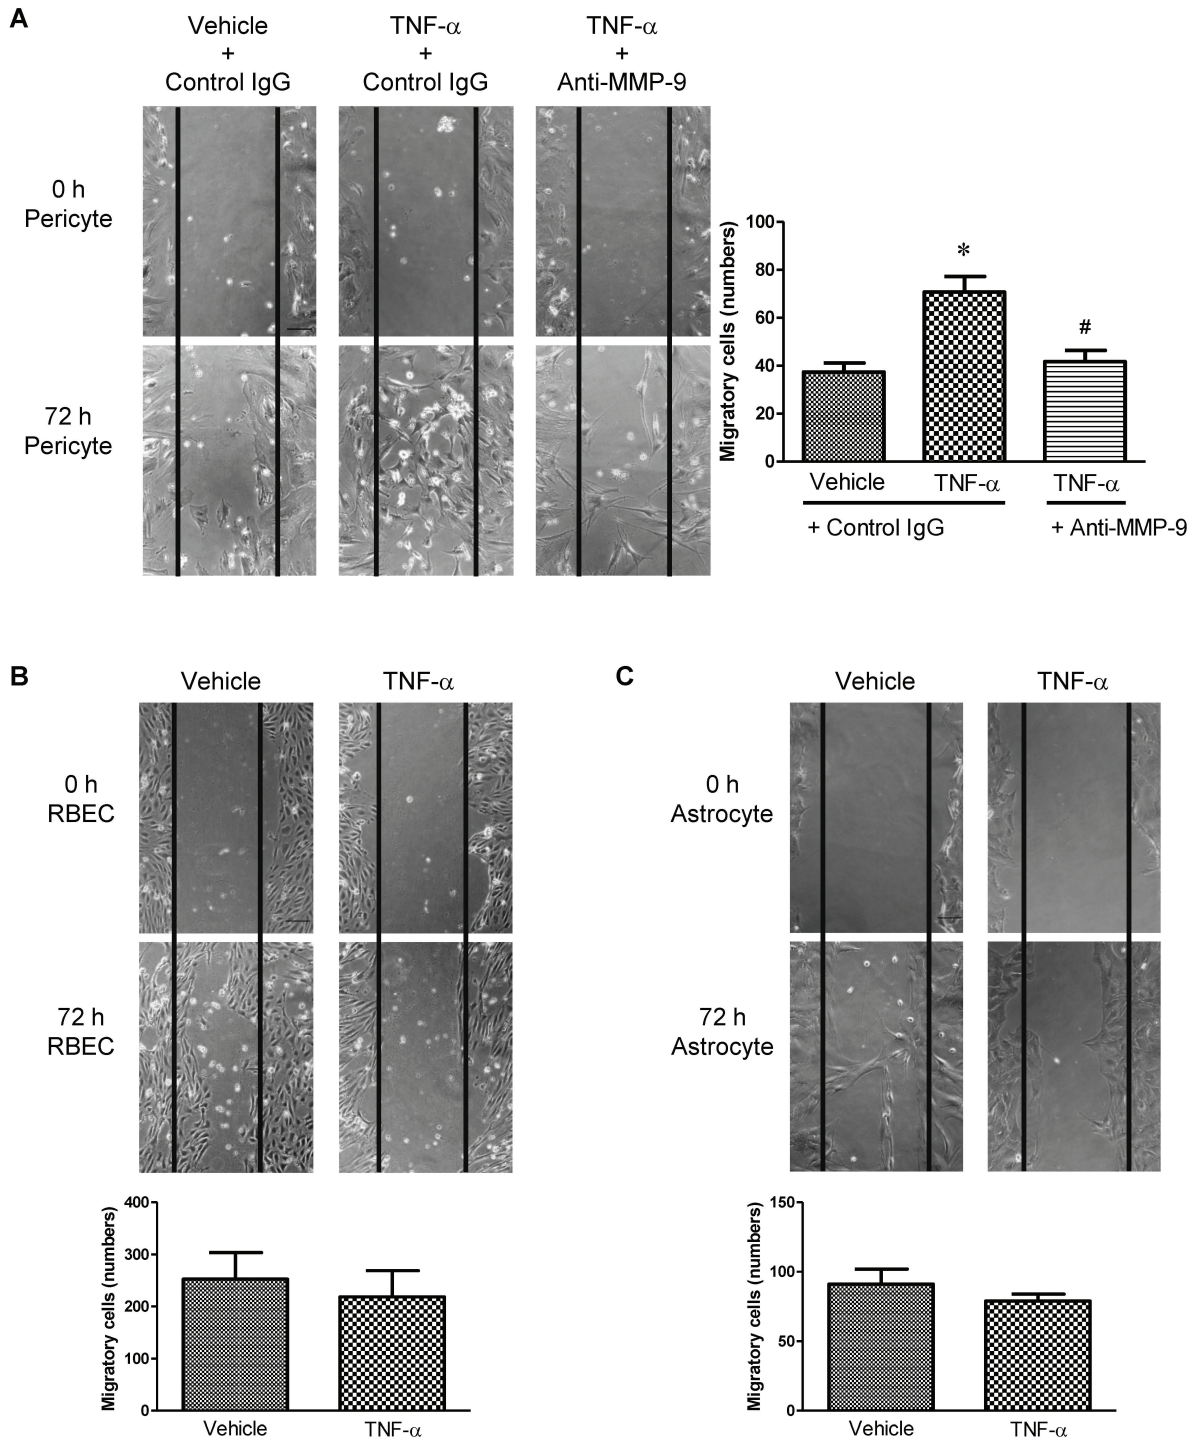 A
Vehicle
+
Control IgG
TNF-α
+
Control IgG
TNF-α
+
Anti-MMP-9
0 h
Pericyte
72 h
Pericyte
Migratory cells (numbers)
100
80
60
40
20
0
*
#
Vehicle
TNF-α
TNF-α
+ Control IgG
+ Anti-MMP-9
B
Vehicle
TNF-α
0 h
RBEC
72 h
RBEC
Migratory cells (numbers)
400
300
200
100
0
Vehicle
TNF-α
C
Vehicle
TNF-α
0 h
Astrocyte
72 h
Astrocyte
Migratory cells (numbers)
150
100
50
0
Vehicle
TNF-α